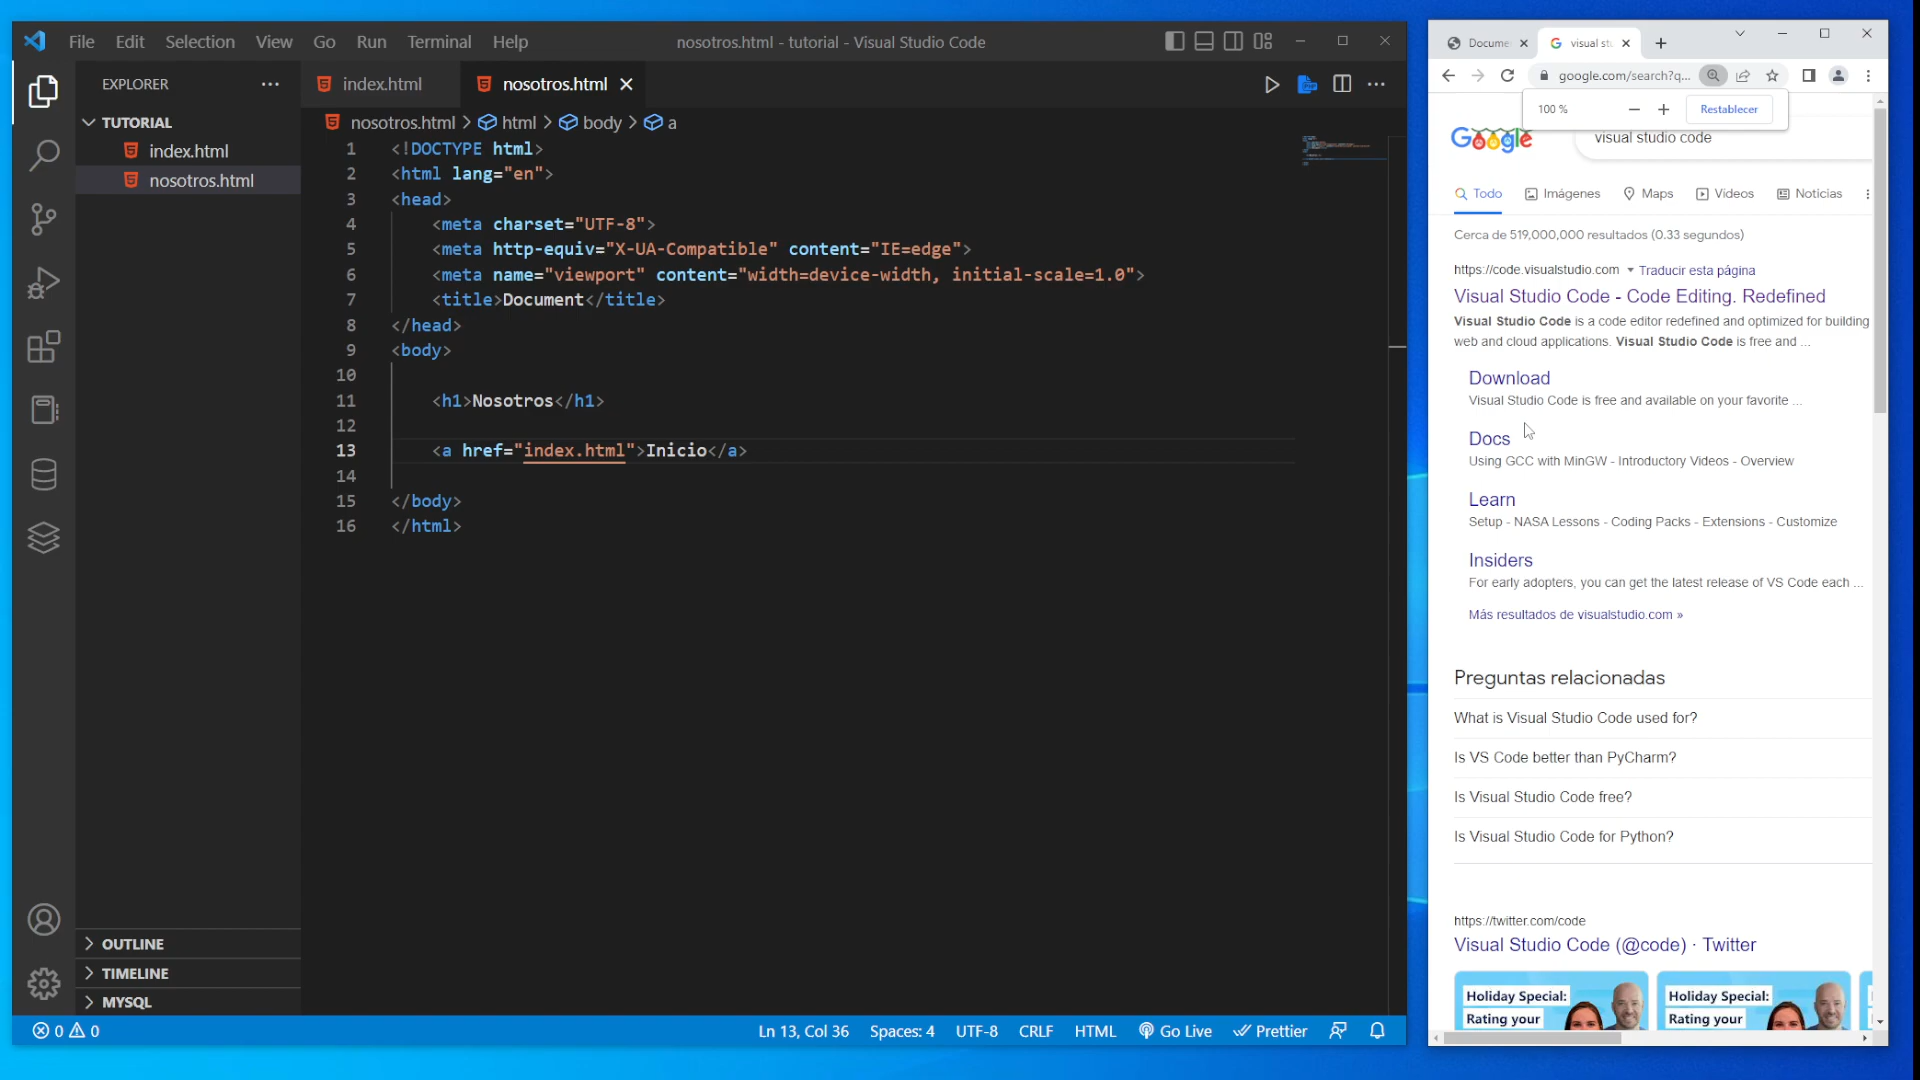 File Edit Selection View Go Run Terminal Help
nosotros.html - tutorial - Visual Studio Code
EXPLORER
TUTORIAL
index.html
nosotros.html
OUTLINE
TIMELINE
MYSQL
index.html
nosotros.html
nosotros.html > html > body > a
1 <!DOCTYPE html>
2 <html lang="en">
3 <head>
4 <meta charset="UTF-8">
5 <meta http-equiv="X-UA-Compatible" content="IE=edge">
6 <meta name="viewport" content="width=device-width, initial-scale=1.0">
7 <title>Document</title>
8 </head>
9 <body>
10
11 <h1>Nosotros</h1>
12
13 <a href="index.html">Inicio</a>
14
15 </body>
16 </html>
0 0
Ln 13, Col 36 Spaces: 4 UTF-8 CRLF HTML Go Live Prettier
Docume
visual stu
google.com/search?q...
100 %
Restablecer
Google
visual studio code
Todo Imágenes Maps Videos Noticias
Cerca de 519,000,000 resultados (0.33 segundos)
https://code.visualstudio.com Traducir esta página
Visual Studio Code - Code Editing. Redefined
Visual Studio Code is a code editor redefined and optimized for building
web and cloud applications. Visual Studio Code is free and ...
Download
Visual Studio Code is free and available on your favorite ...
Docs
Using GCC with MinGW - Introductory Videos - Overview
Learn
Setup - NASA Lessons - Coding Packs - Extensions - Customize
Insiders
For early adopters, you can get the latest release of VS Code each ...
Más resultados de visualstudio.com »
Preguntas relacionadas
What is Visual Studio Code used for?
Is VS Code better than PyCharm?
Is Visual Studio Code free?
Is Visual Studio Code for Python?
https://twitter.com/code
Visual Studio Code (@code) · Twitter
Holiday Special:
Rating your
Holiday Special:
Rating your